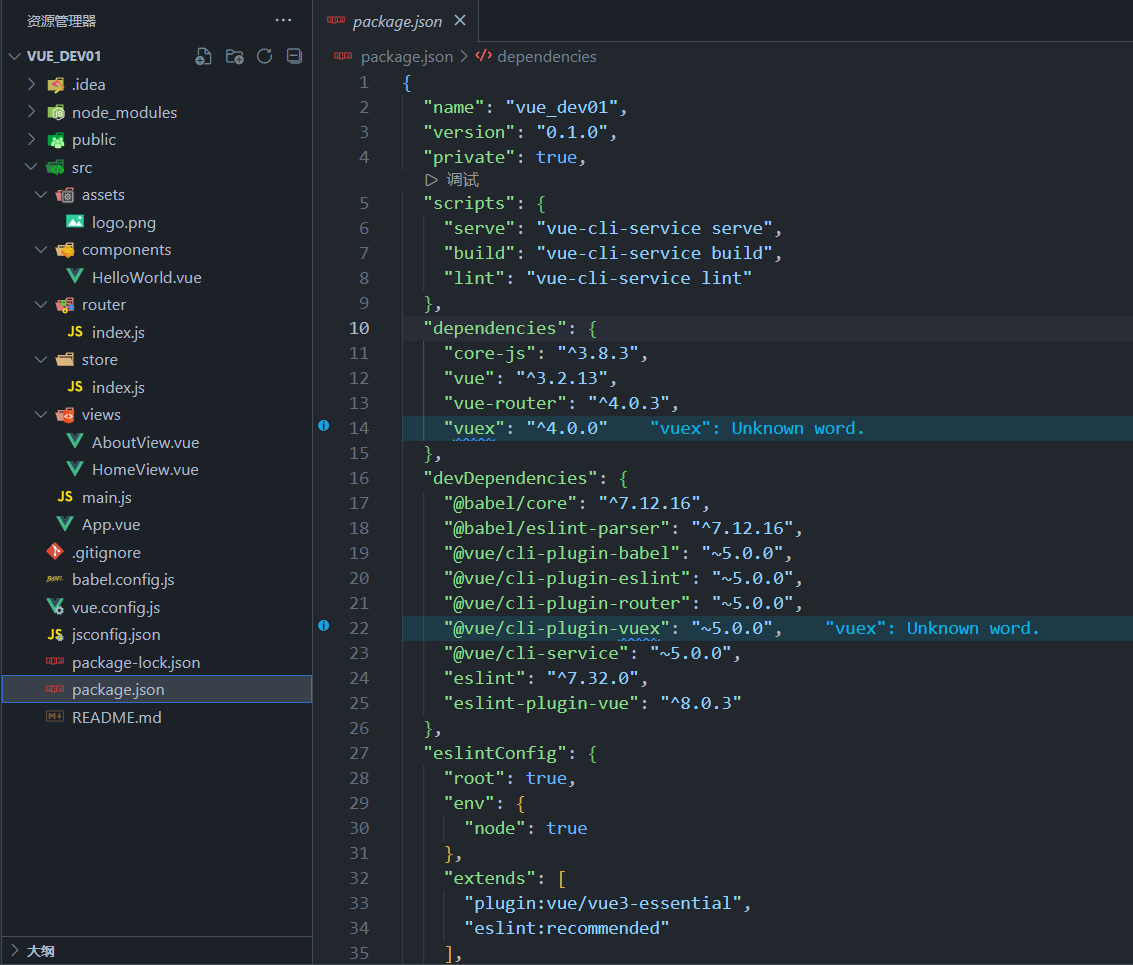 资源管理器
VUE_DEV01
.idea
node_modules
public
src
assets
logo.png
components
HelloWorld.vue
router
JS index.js
store
JS index.js
views
AboutView.vue
HomeView.vue
JS main.js
App.vue
.gitignore
babel.config.js
vue.config.js
JS jsconfig.json
package-lock.json
package.json
README.md
大纲
package.json
package.json > dependencies
1 {
2 "name": "vue_dev01",
3 "version": "0.1.0",
4 "private": true,
调试
5 "scripts": {
6 "serve": "vue-cli-service serve",
7 "build": "vue-cli-service build",
8 "lint": "vue-cli-service lint"
9 },
10 "dependencies": {
11 "core-js": "^3.8.3",
12 "vue": "^3.2.13",
13 "vue-router": "^4.0.3",
14 "vuex": "^4.0.0" "vuex": Unknown word.
15 },
16 "devDependencies": {
17 "@babel/core": "^7.12.16",
18 "@babel/eslint-parser": "^7.12.16",
19 "@vue/cli-plugin-babel": "~5.0.0",
20 "@vue/cli-plugin-eslint": "~5.0.0",
21 "@vue/cli-plugin-router": "~5.0.0",
22 "@vue/cli-plugin-vuex": "~5.0.0", "vuex": Unknown word.
23 "@vue/cli-service": "~5.0.0",
24 "eslint": "^7.32.0",
25 "eslint-plugin-vue": "^8.0.3"
26 },
27 "eslintConfig": {
28 "root": true,
29 "env": {
30 "node": true
31 },
32 "extends": [
33 "plugin:vue/vue3-essential",
34 "eslint:recommended"
35 ],